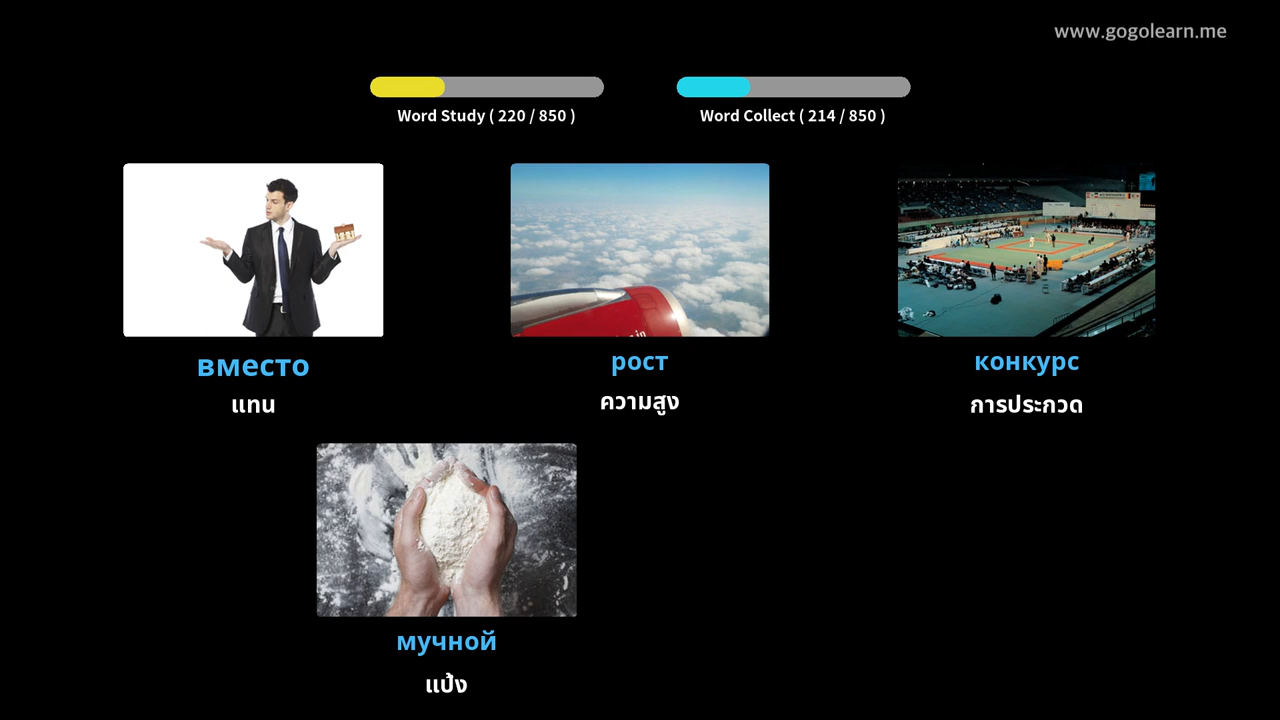 www.gogolearn.me
Word Study ( 220 / 850 )
Word Collect ( 214 / 850 )
вместо
แทน
рост
ความสูง
конкурс
การประกวด
мучной
แป้ง